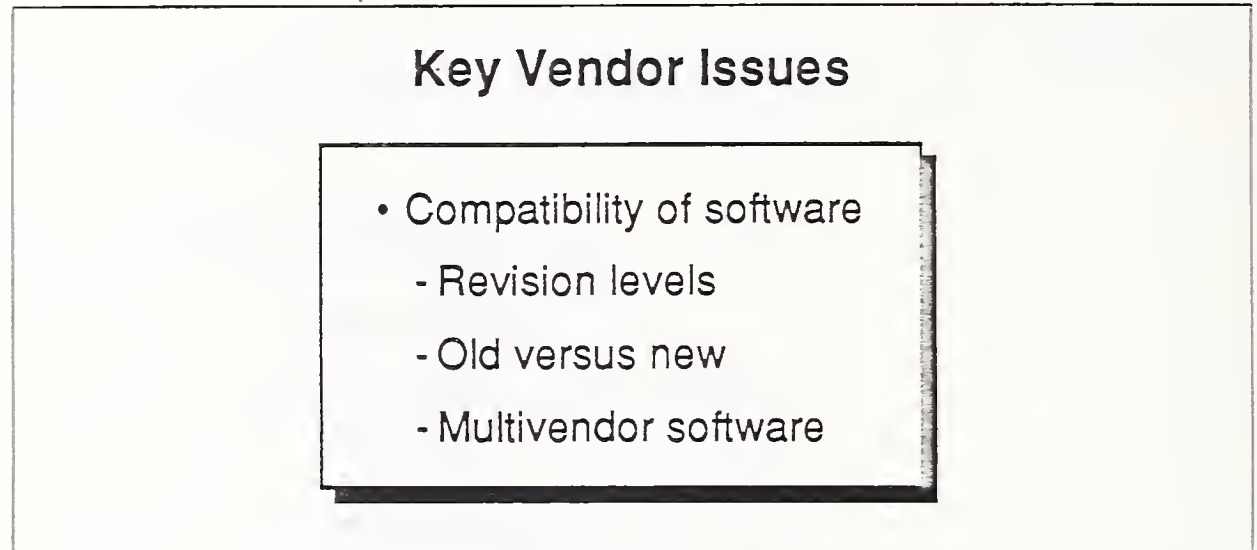 Key Vendor Issues
• Compatibility of software
- Revision levels
- Old versus new
- Multivendor software